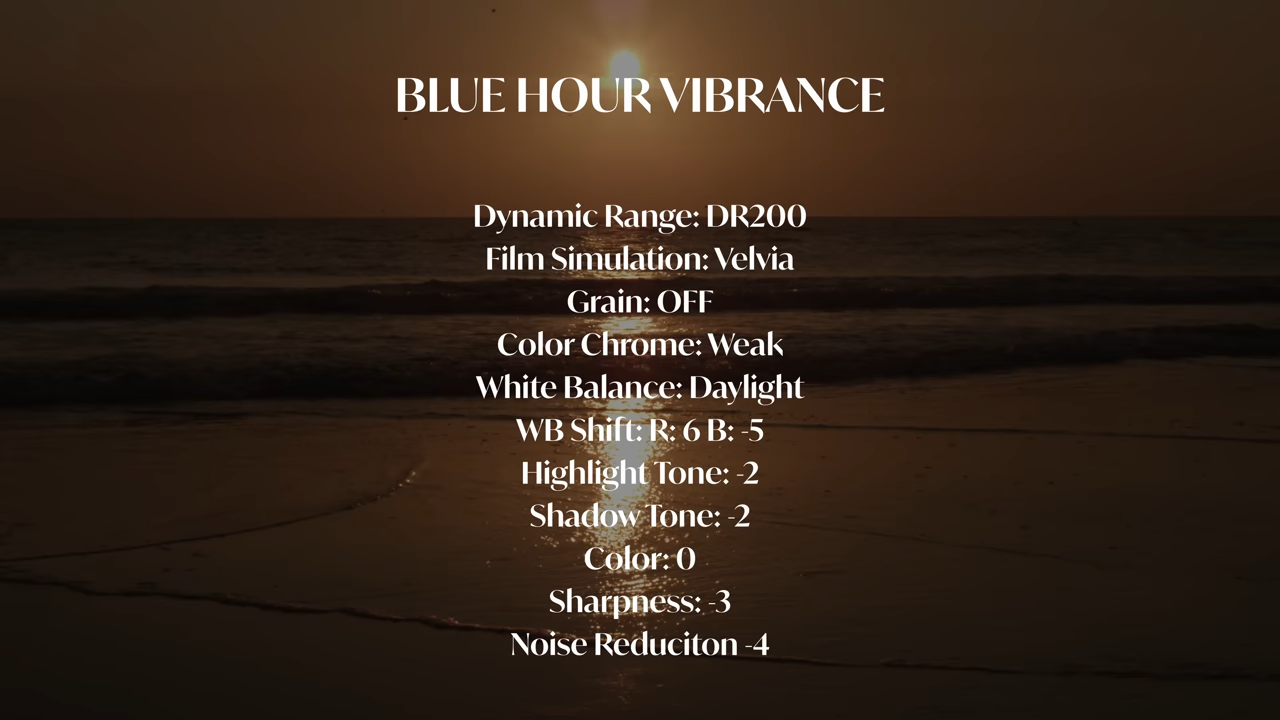 BLUE HOUR VIBRANCE
Dynamic Range: DR200
Film Simulation: Velvia
Grain: OFF
Color Chrome: Weak
White Balance: Daylight
WB Shift: R: 6 B: -5
Highlight Tone: -2
Shadow Tone: -2
Color: 0
Sharpness: -3
Noise Reduciton -4